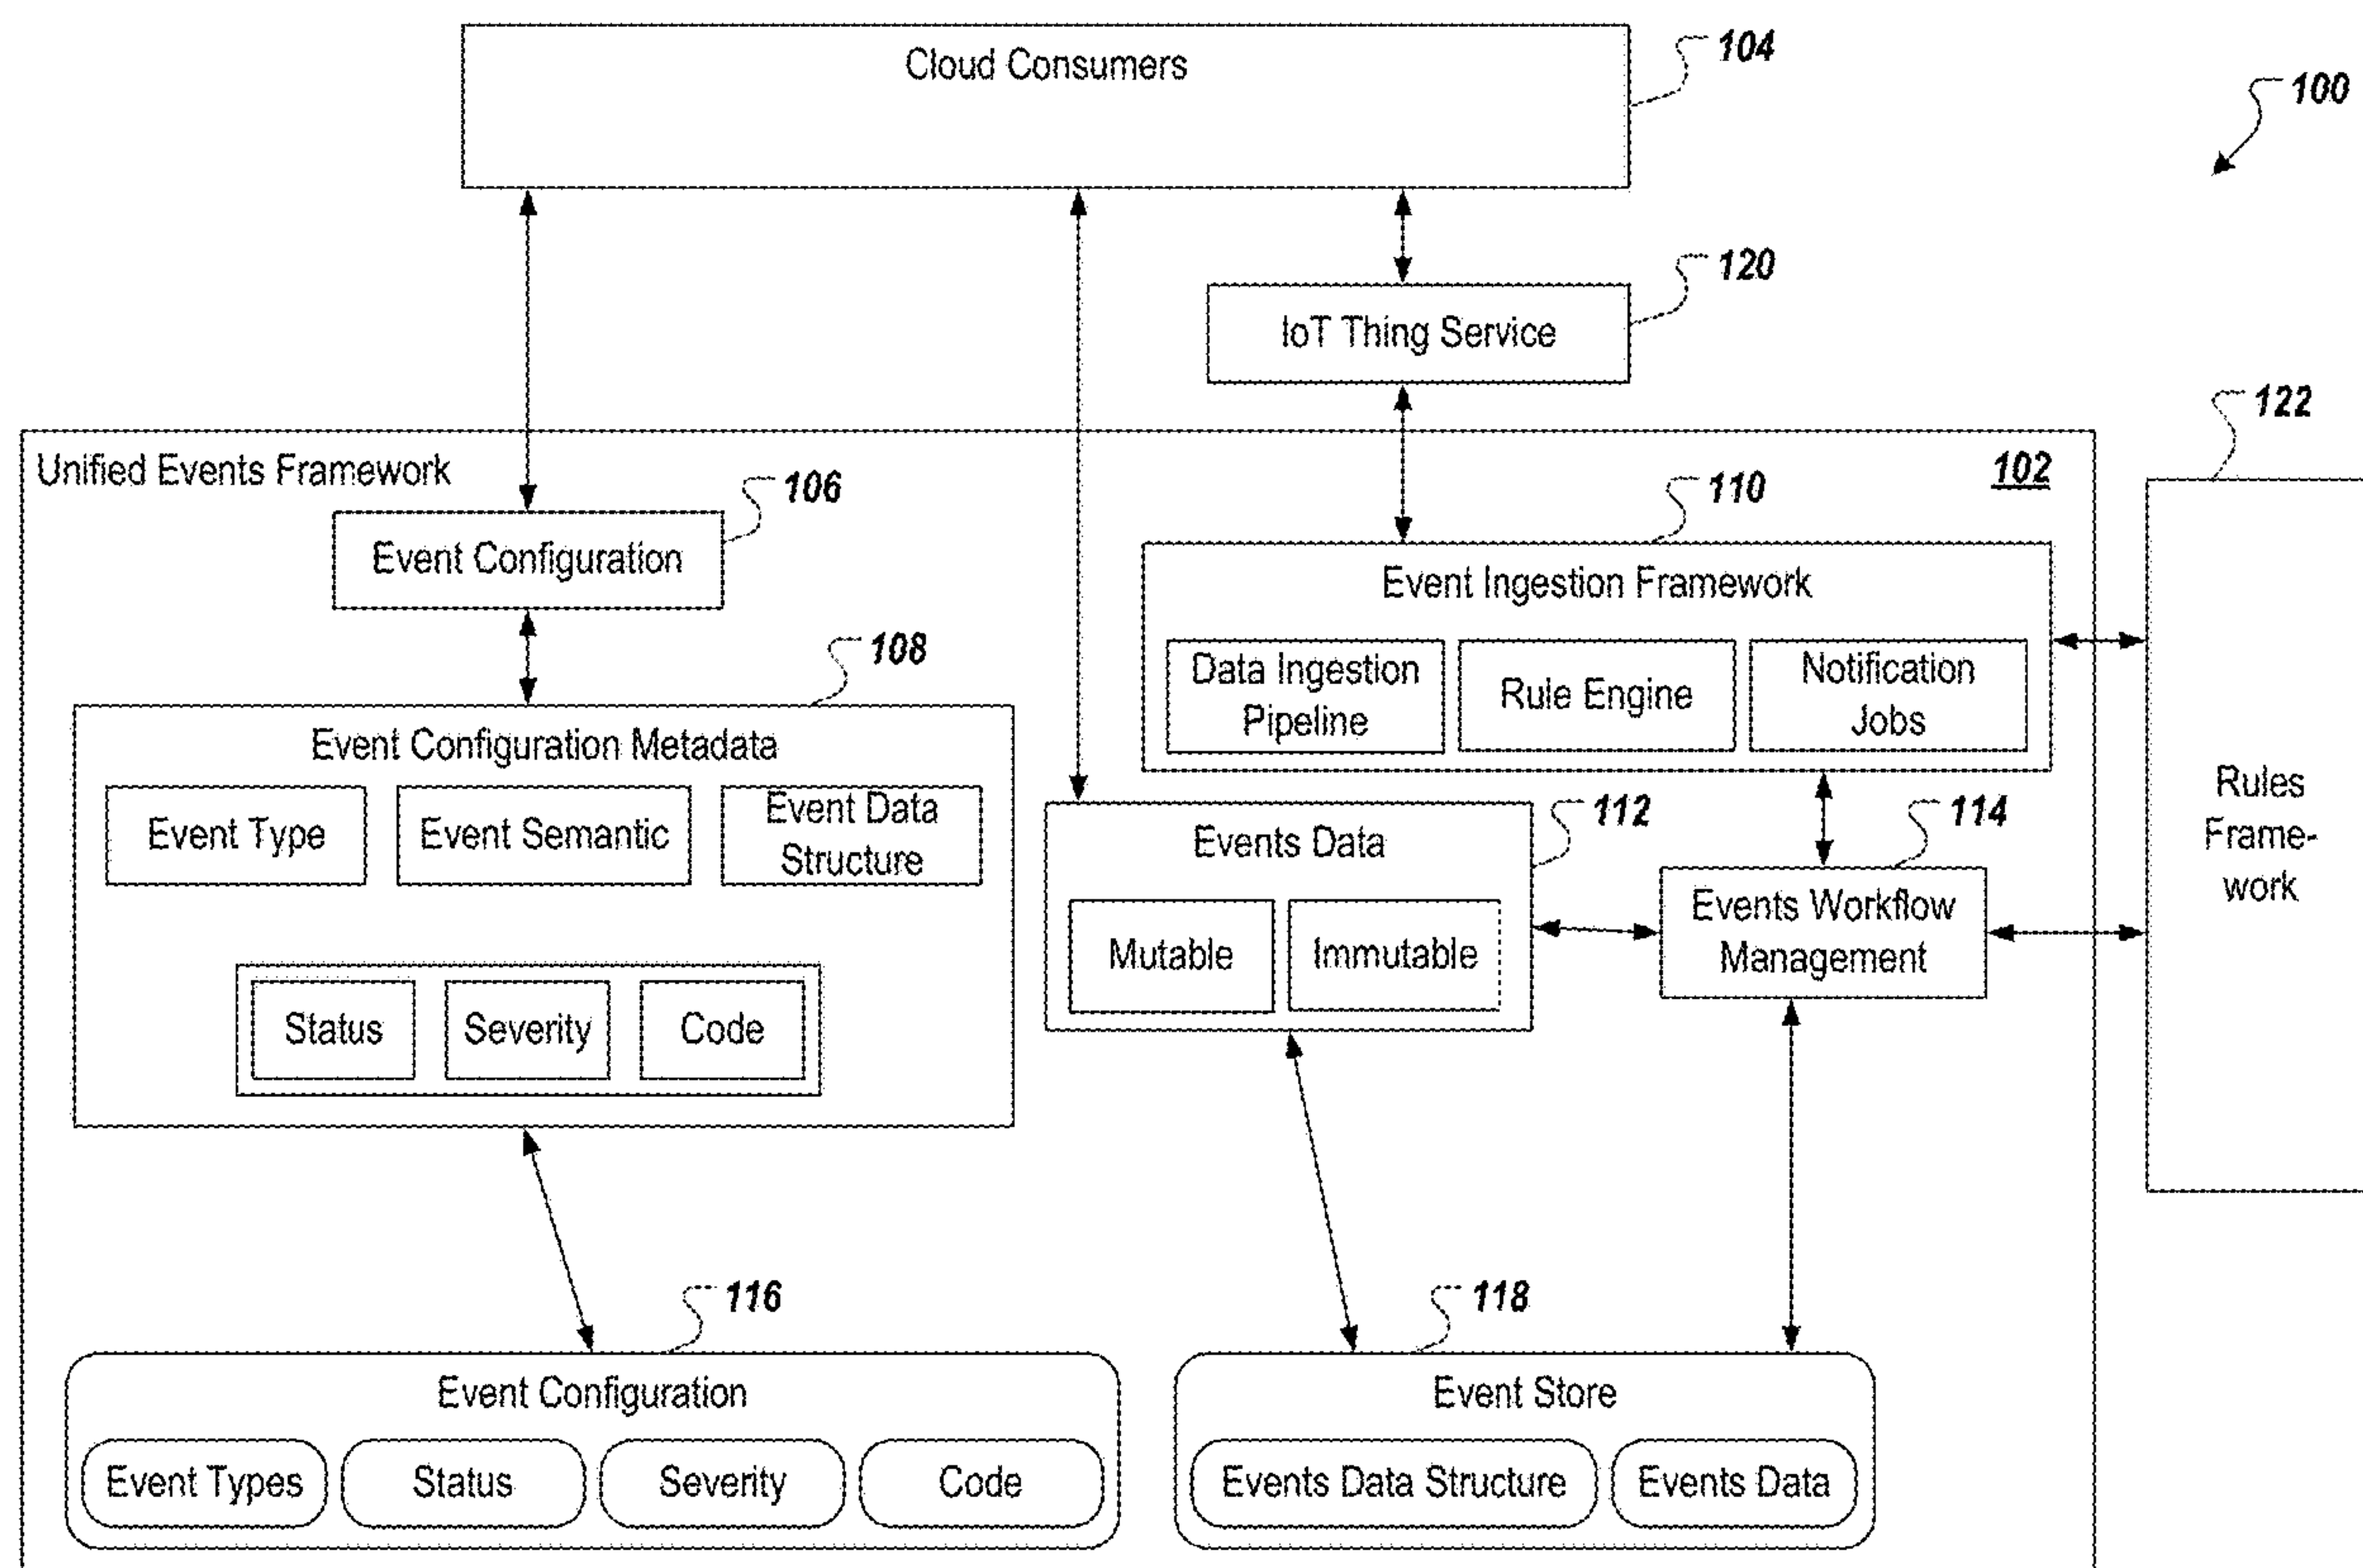 Cloud Consumers
104
100
120
IoT Thing Service
122
Unified Events Framework
102
106
110
Event Configuration
Event Ingestion Framework
108
Data Ingestion
Pipeline
Rule Engine
Notification
Jobs
Event Configuration Metadata
Event Type
Event Semantic
Event Data
Structure
112
114
Events Data
Rules
Frame-
work
Mutable
Immutable
Events Workflow
Management
Status
Severity
Code
116
118
Event Configuration
Event Types
Status
Severity
Code
Event Store
Events Data Structure
Events Data